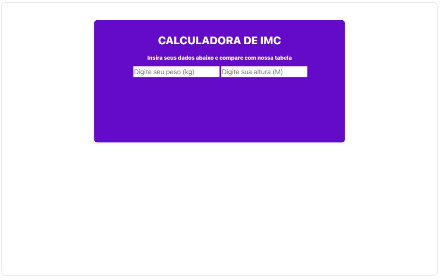 CALCULADORA DE IMC
Insira seus dados abaixo e compare com nossa tabela
Digite seu peso (kg) Digite sua altura (M)